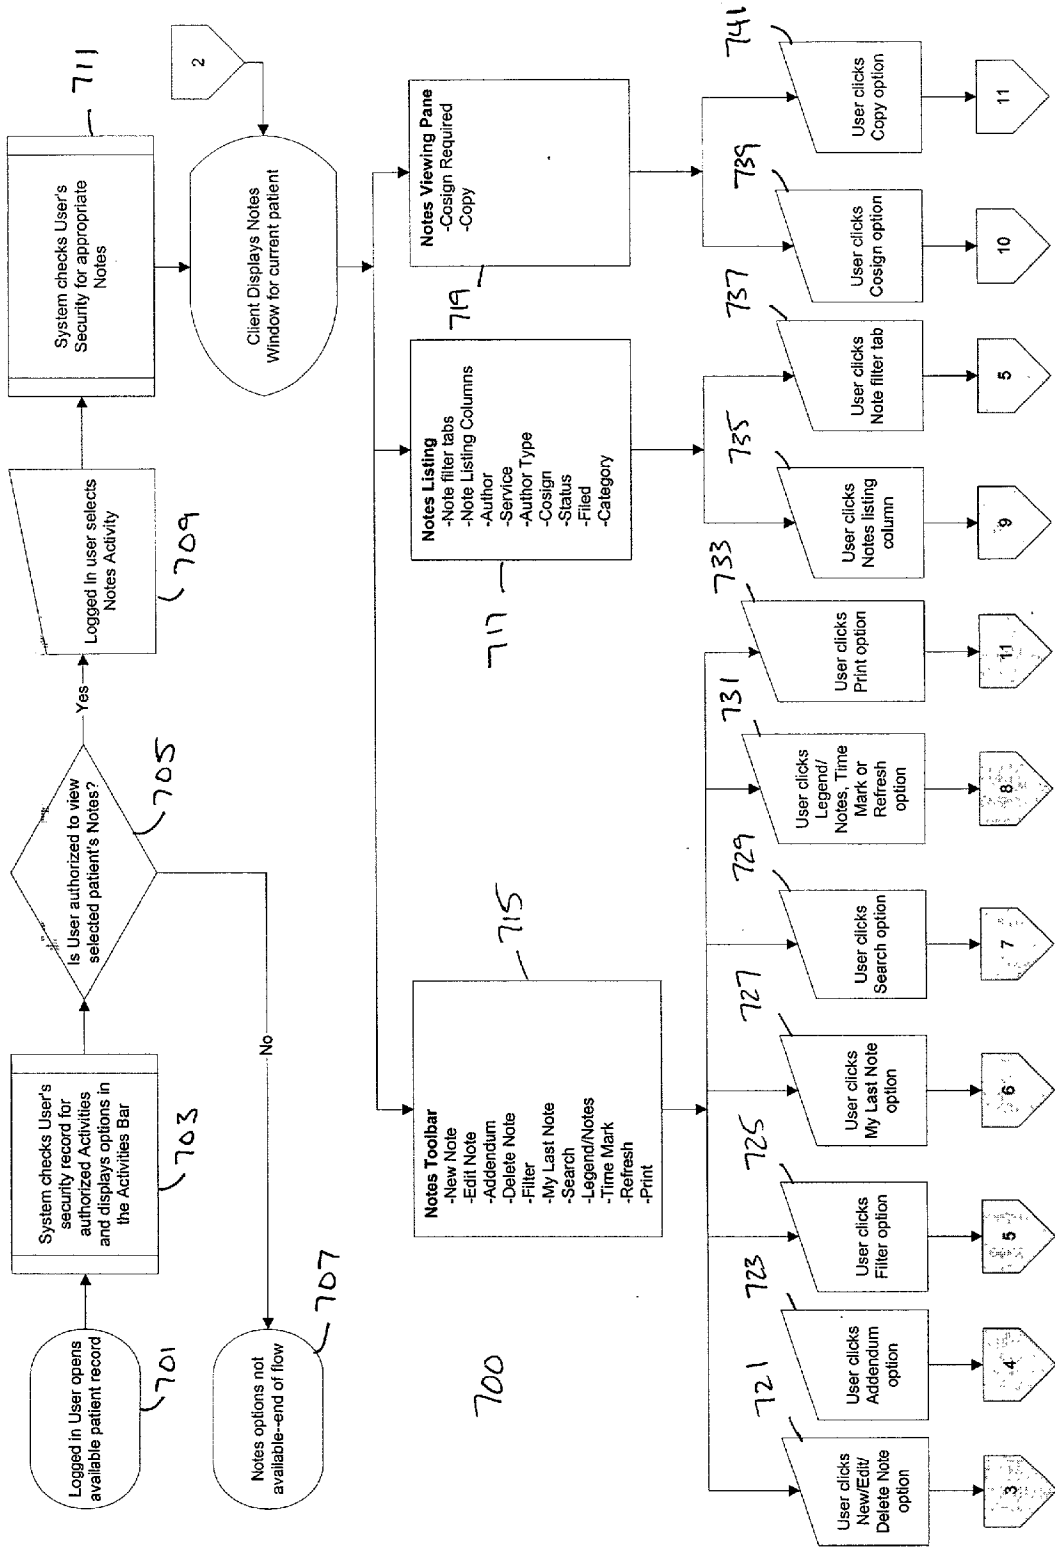 Logged in User opens
available patient record
701
System checks User's
security record for
authorized Activities
and displays options in
the Activities Bar
703
Is User authorized to view
selected patient's Notes?
705
Yes
No
Notes options not
available--end of flow
707
Logged In user selects
Notes Activity
709
System checks User's
Security for appropriate
Notes
711
2
Client Displays Notes
Window for current patient
700
Notes Toolbar
-New Note
-Edit Note
-Addendum
-Delete Note
-Filter
-My Last Note
-Search
-Legend/Notes
-Time Mark
-Refresh
-Print
715
Notes Listing
-Note filter tabs
-Note Listing Columns
-Author
-Service
-Author Type
-Cosign
-Status
-Filed
-Category
717
Notes Viewing Pane
-Cosign Required
-Copy
719
User clicks
New/Edit/
Delete Note
option
721
3
User clicks
Addendum
option
723
4
User clicks
Filter option
725
5
User clicks
My Last Note
option
727
6
User clicks
Search option
729
7
User clicks
Legend/
Notes, Time
Mark or
Refresh
option
731
8
User clicks
Print option
733
11
User clicks
Notes listing
column
735
9
User clicks
Note filter tab
737
5
User clicks
Cosign option
739
10
User clicks
Copy option
741
11